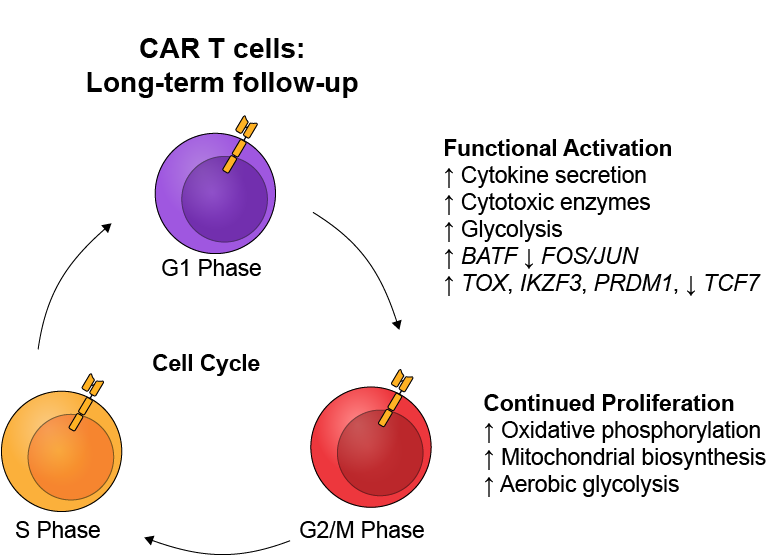 CAR T cells:
Long-term follow-up
G1 Phase
Functional Activation
↑ Cytokine secretion
↑ Cytotoxic enzymes
↑ Glycolysis
↑ BATF ↓ FOS/JUN
↑ TOX, IKZF3, PRDM1, ↓ TCF7
Cell Cycle
S Phase
G2/M Phase
Continued Proliferation
↑ Oxidative phosphorylation
↑ Mitochondrial biosynthesis
↑ Aerobic glycolysis